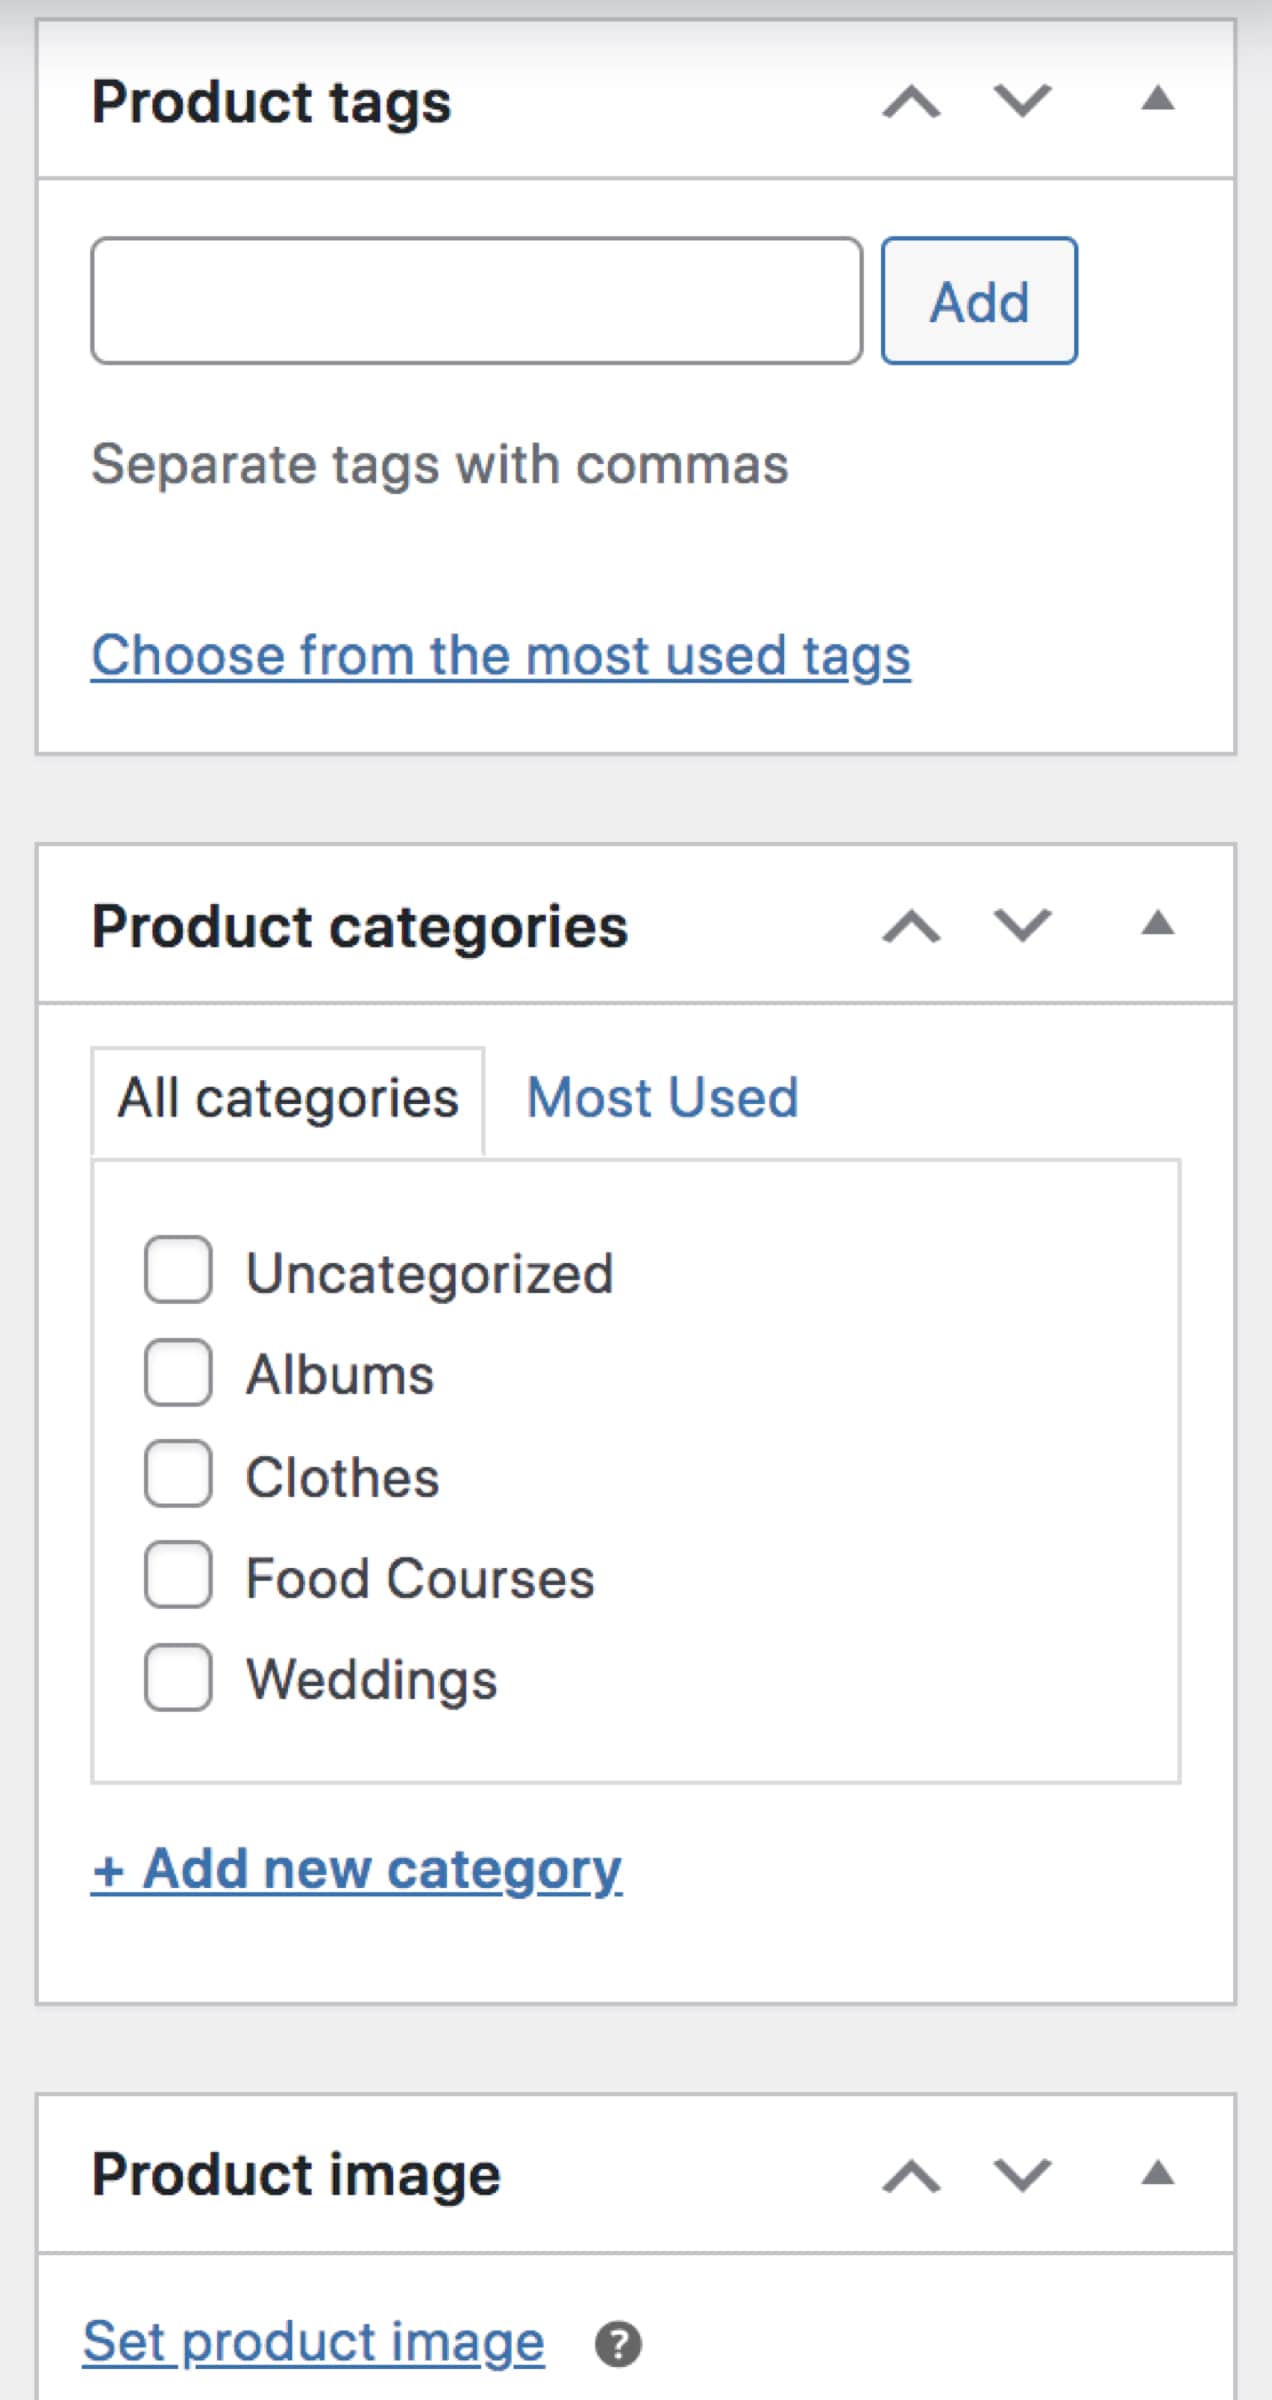 Product tags
Add
Separate tags with commas
Choose from the most used tags
Product categories
All categories Most Used
Uncategorized
Albums
Clothes
Food Courses
Weddings
+ Add new category
Product image
Set product image ?